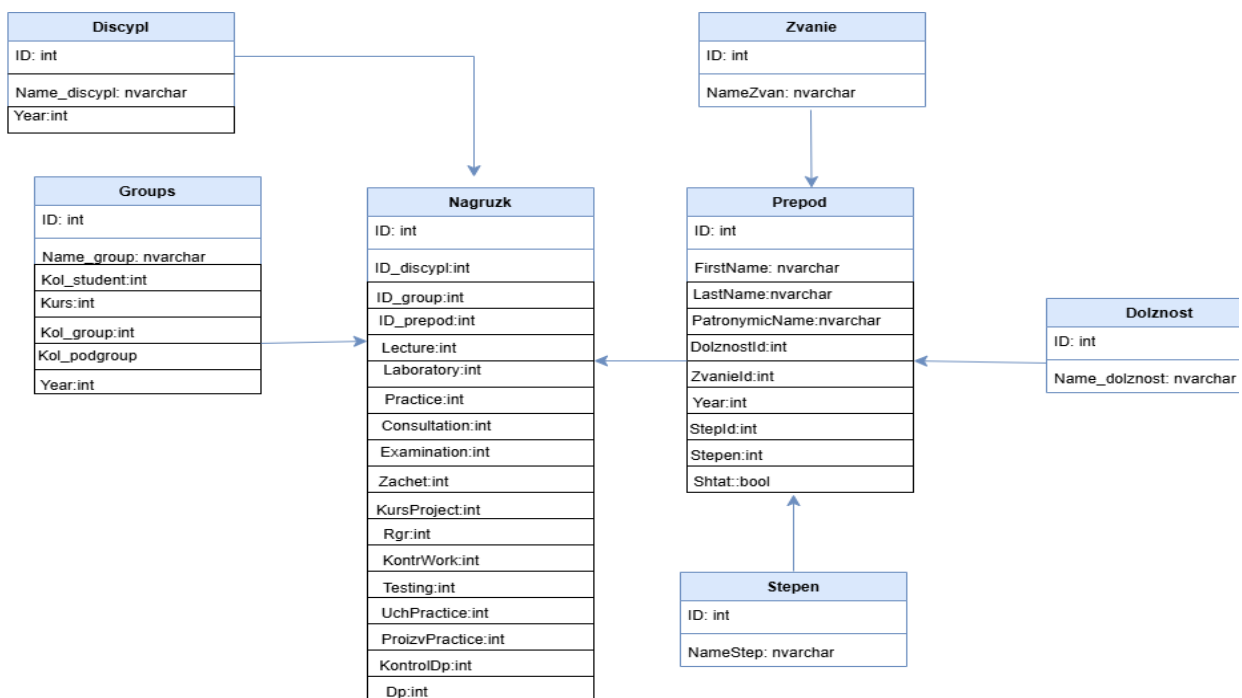 Discypl
ID: int
Name_discypl: nvarchar
Year:int
Zvanie
ID: int
NameZvan: nvarchar
Groups
ID: int
Name_group: nvarchar
Kol_student:int
Kurs:int
Kol_group:int
Kol_podgroup
Year:int
Nagruzk
ID: int
ID_discypl:int
ID_group:int
ID_prepod:int
Lecture:int
Laboratory:int
Practice:int
Consultation:int
Examination:int
Zachet:int
KursProject:int
Rgr:int
KontrWork:int
Testing:int
UchPractice:int
ProizvPractice:int
KontrolDp:int
Dp:int
Prepod
ID: int
FirstName: nvarchar
LastName:nvarchar
PatronymicName:nvarchar
DolznostId:int
ZvanieId:int
Year:int
StepId:int
Stepen:int
Shtat::bool
Dolznost
ID: int
Name_dolznost: nvarchar
Stepen
ID: int
NameStep: nvarchar